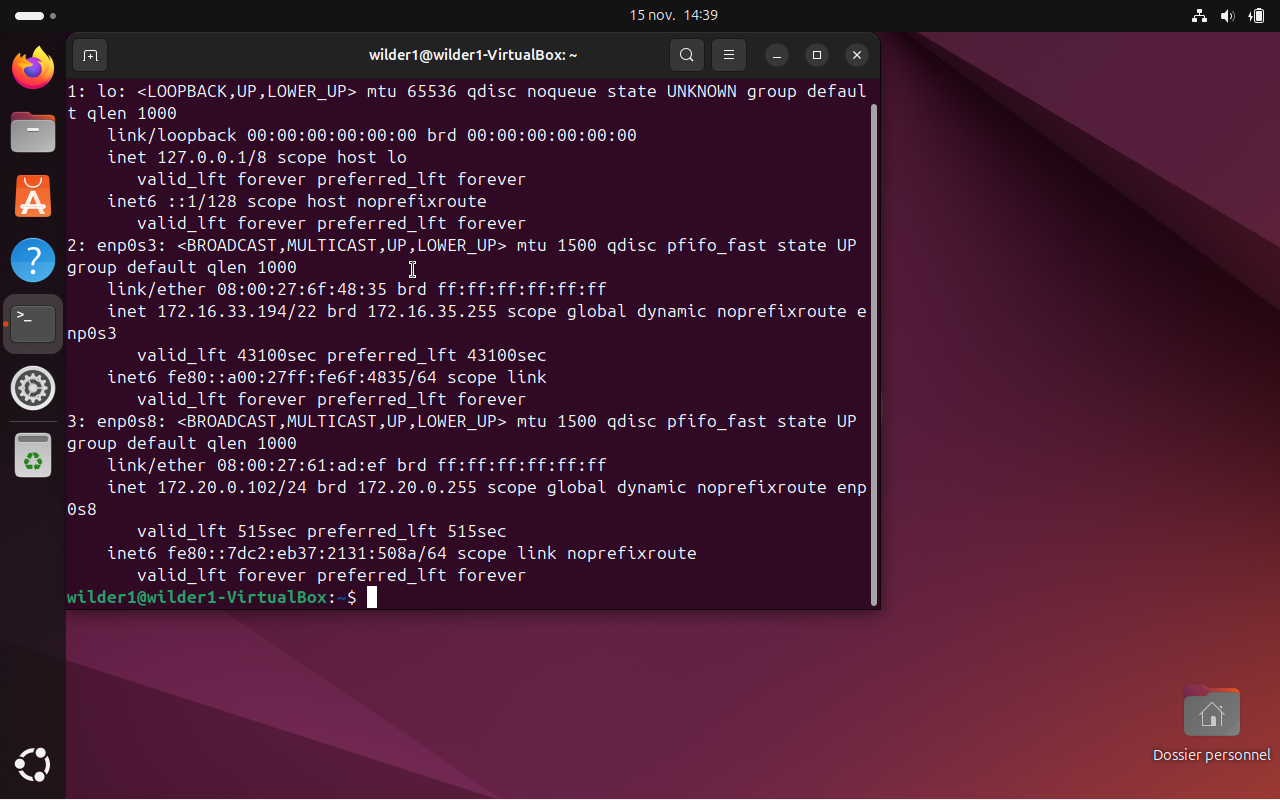 15 nov. 14:39
wilder1@wilder1-VirtualBox: ~
1: lo: <LOOPBACK,UP,LOWER_UP> mtu 65536 qdisc noqueue state UNKNOWN group defaul
t qlen 1000
    link/loopback 00:00:00:00:00:00 brd 00:00:00:00:00:00
    inet 127.0.0.1/8 scope host lo
       valid_lft forever preferred_lft forever
    inet6 ::1/128 scope host noprefixroute
       valid_lft forever preferred_lft forever
2: enp0s3: <BROADCAST,MULTICAST,UP,LOWER_UP> mtu 1500 qdisc pfifo_fast state UP
group default qlen 1000
    link/ether 08:00:27:6f:48:35 brd ff:ff:ff:ff:ff:ff
    inet 172.16.33.194/22 brd 172.16.35.255 scope global dynamic noprefixroute e
np0s3
       valid_lft 43100sec preferred_lft 43100sec
    inet6 fe80::a00:27ff:fe6f:4835/64 scope link
       valid_lft forever preferred_lft forever
3: enp0s8: <BROADCAST,MULTICAST,UP,LOWER_UP> mtu 1500 qdisc pfifo_fast state UP
group default qlen 1000
    link/ether 08:00:27:61:ad:ef brd ff:ff:ff:ff:ff:ff
    inet 172.20.0.102/24 brd 172.20.0.255 scope global dynamic noprefixroute enp
0s8
       valid_lft 515sec preferred_lft 515sec
    inet6 fe80::7dc2:eb37:2131:508a/64 scope link noprefixroute
       valid_lft forever preferred_lft forever
wilder1@wilder1-VirtualBox:~$
Dossier personnel